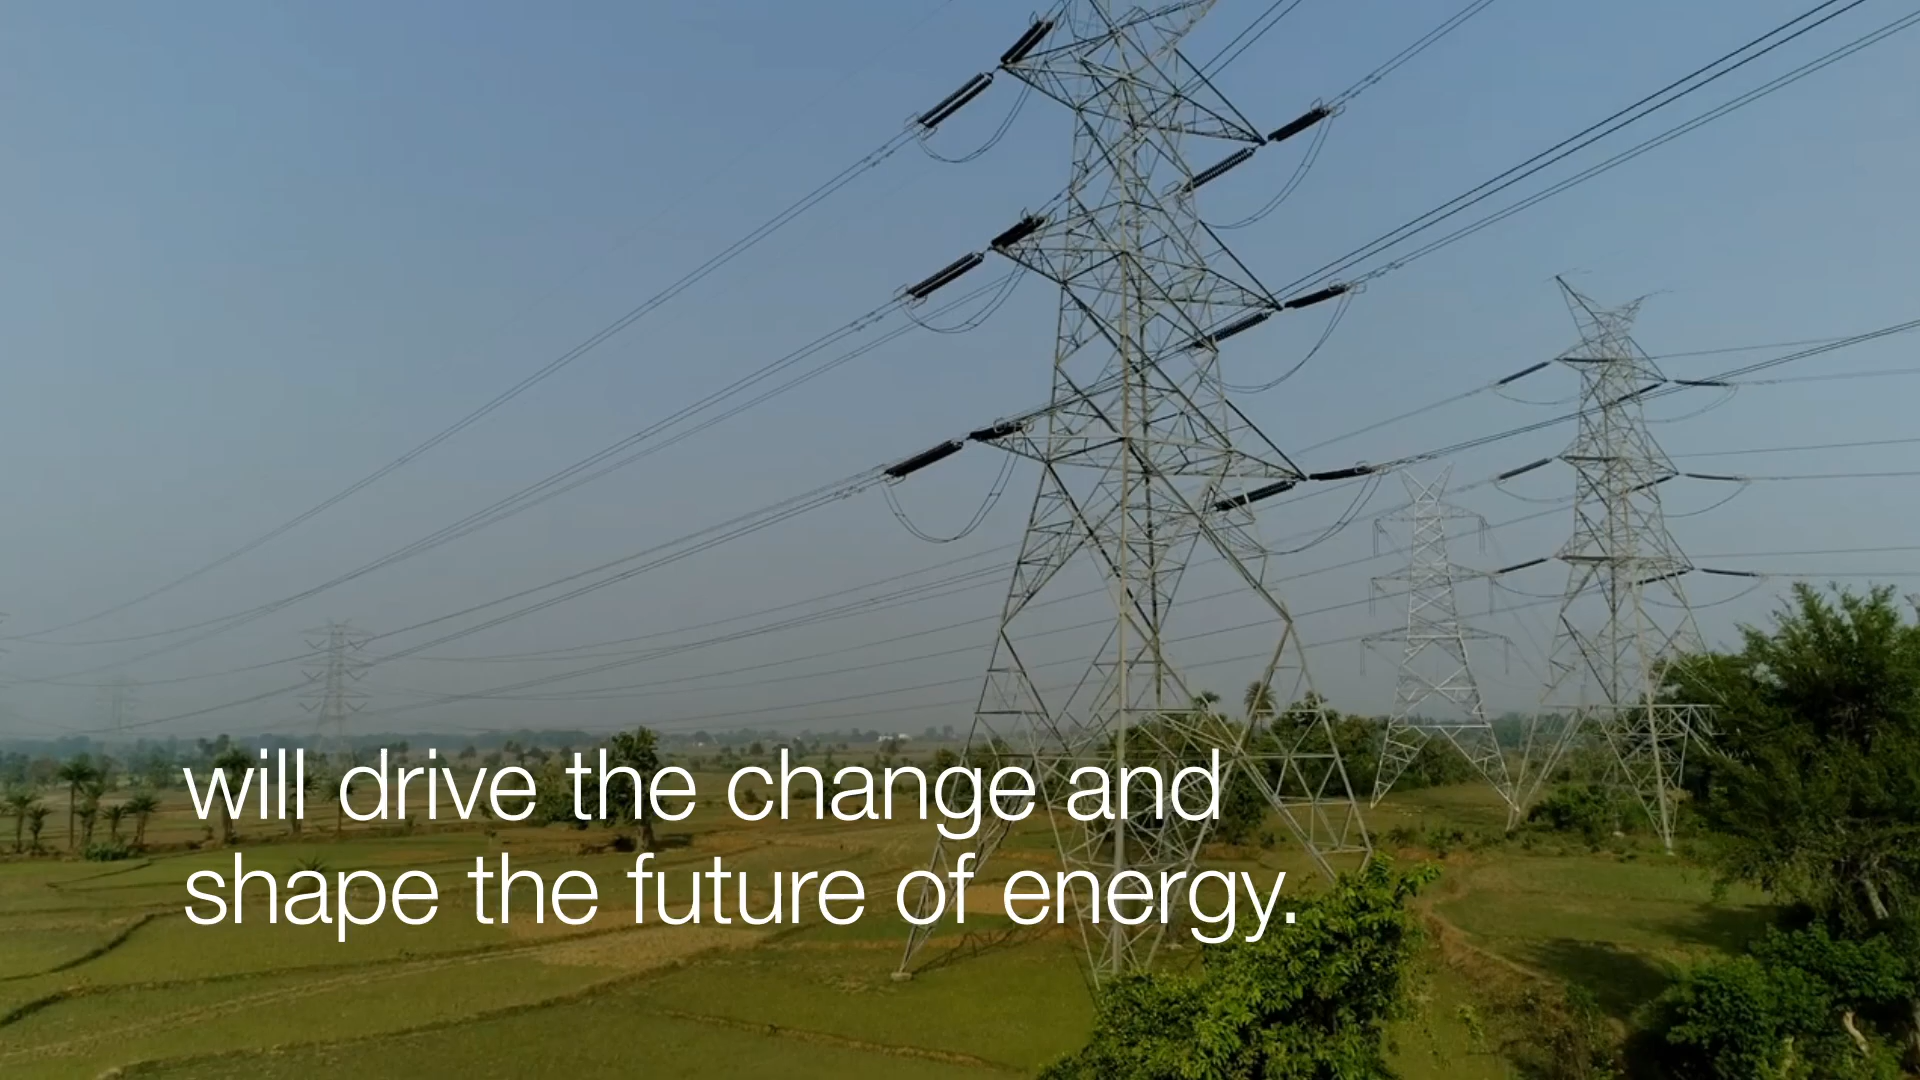 will drive the change and
shape the future of energy.